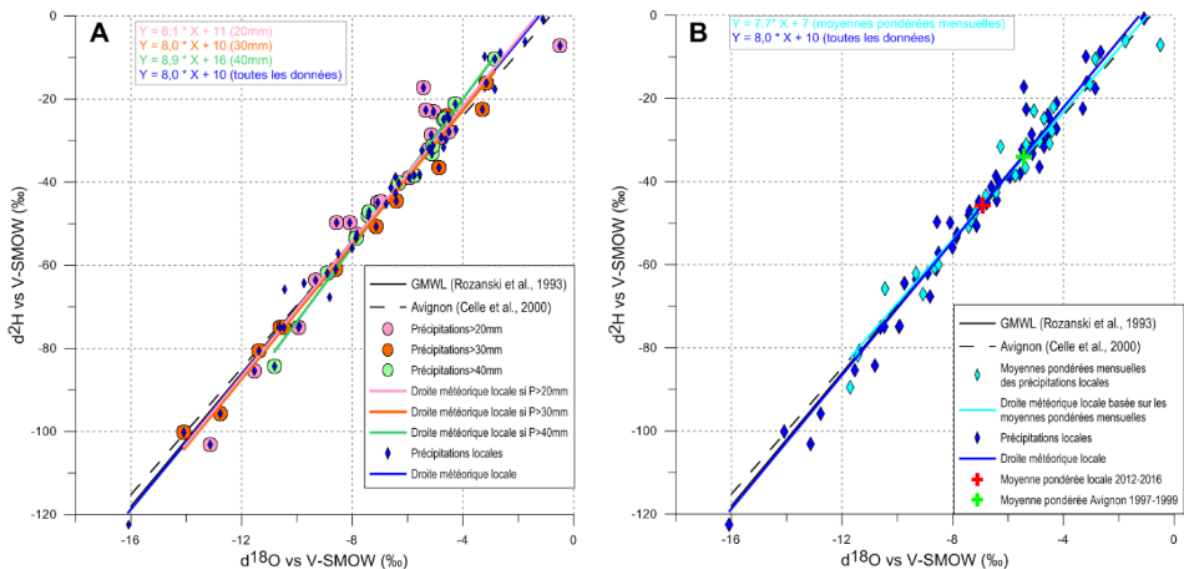 A
Y = 8,1 * X + 11 (20mm)
Y = 8,0 * X + 10 (30mm)
Y = 8,9 * X + 16 (40mm)
Y = 8,0 * X + 10 (toutes les données)
0
-20
-40
-60
-80
-100
-120
d²H vs V-SMOW (‰)
GMWL (Rozanski et al., 1993)
Avignon (Celle et al., 2000)
Précipitations>20mm
Précipitations>30mm
Précipitations>40mm
Droite météorique locale si P>20mm
Droite météorique locale si P>30mm
Droite météorique locale si P>40mm
Précipitations locales
Droite météorique locale
-16
-12
-8
-4
0
d¹⁸O vs V-SMOW (‰)
B
Y = 7,7* X + 7 (moyennes pondérées mensuelles)
Y = 8,0 * X + 10 (toutes les données)
0
-20
-40
-60
-80
-100
-120
d²H vs V-SMOW (‰)
GMWL (Rozanski et al., 1993)
Avignon (Celle et al., 2000)
Moyennes pondérées mensuelles
des précipitations locales
Droite météorique locale basée sur les
moyennes pondérées mensuelles
Précipitations locales
Droite météorique locale
Moyenne pondérée locale 2012-2016
Moyenne pondérée Avignon 1997-1999
-16
-12
-8
-4
0
d¹⁸O vs V-SMOW (‰)